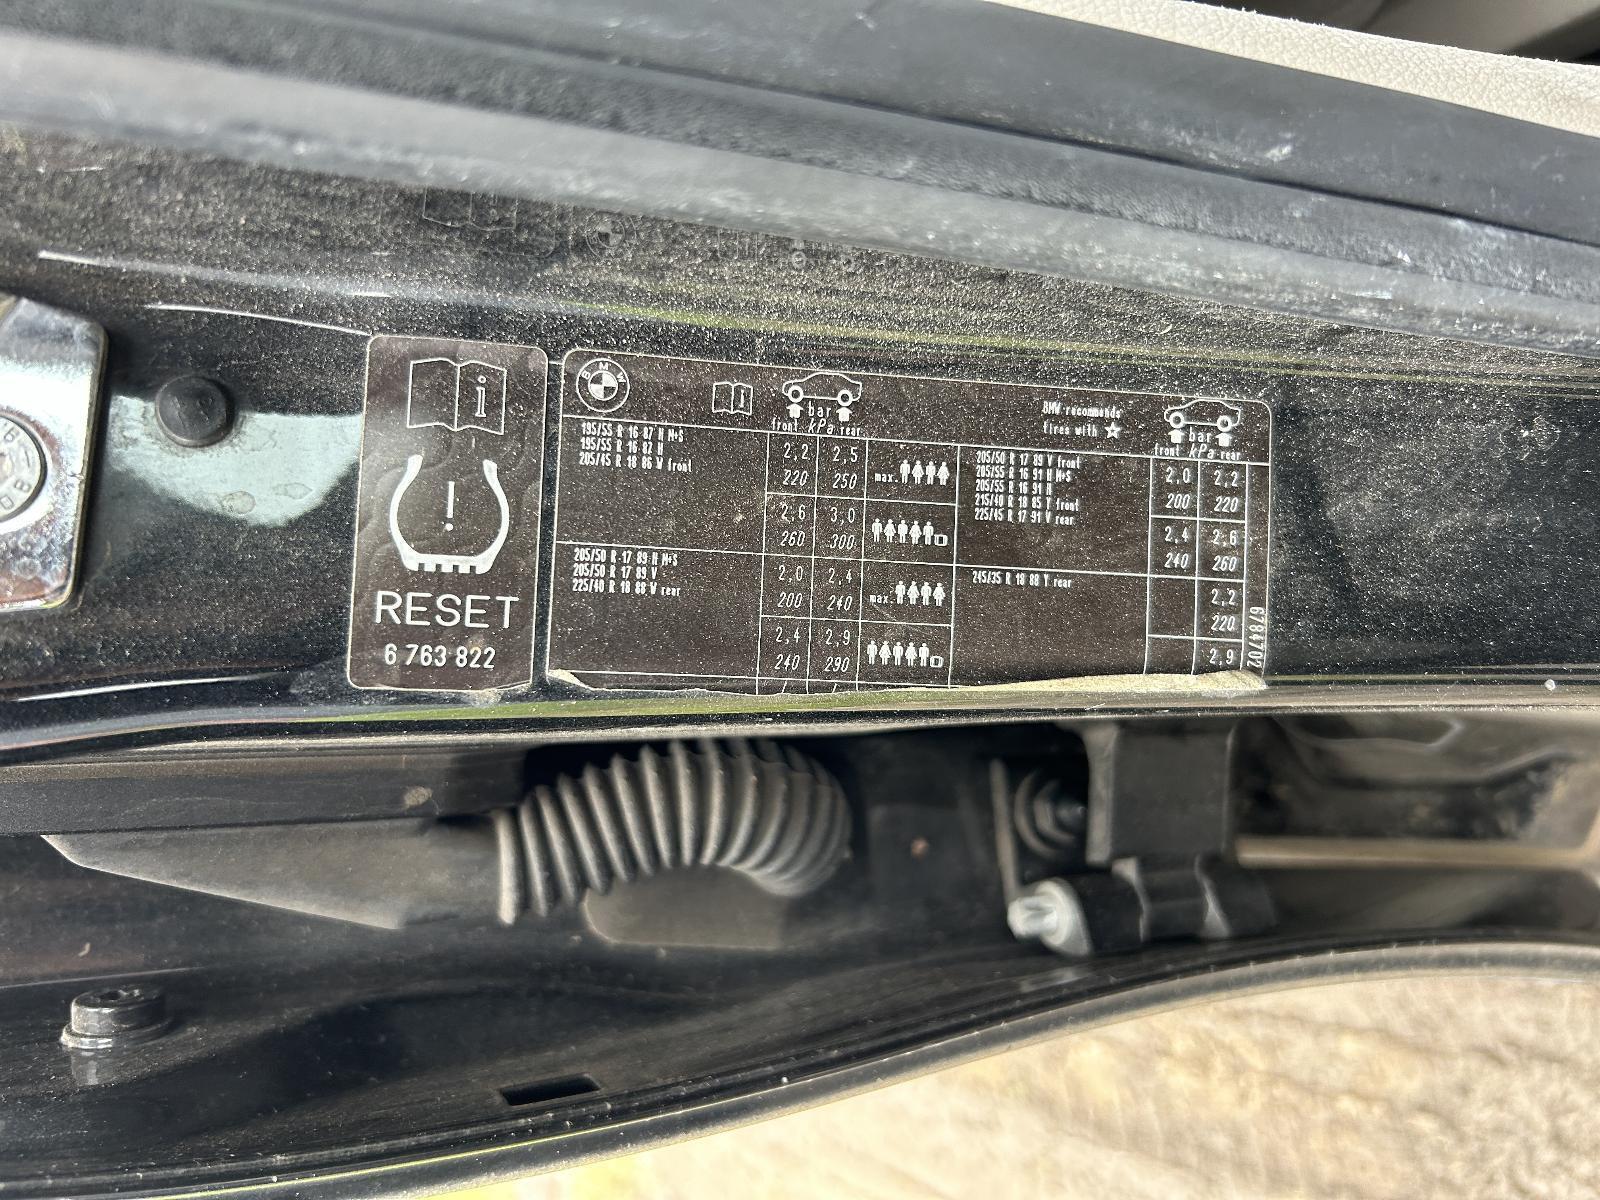 RESET
6 763 822
BMW
bar
front kPa rear
195/55 R 16 87 H M+S
195/55 R 16 82 H
205/45 R 18 86 W front
2,2 2,5
220 250
max.
2,6 3,0
260 300
205/50 R 17 89 H M+S
205/50 R 17 89 V
225/40 R 18 88 W rear
2,0 2,4
200 240
max.
2,4 2,9
240 290
BMW recommends
tires with
bar
front kPa rear
205/50 R 17 89 V front
205/55 R 16 91 H M+S
205/55 R 16 91 H
215/40 R 18 85 Y front
225/45 R 17 91 V rear
2,0 2,2
200 220
2,4 2,6
240 260
245/35 R 18 88 Y rear
2,2
220
2,9
6784702